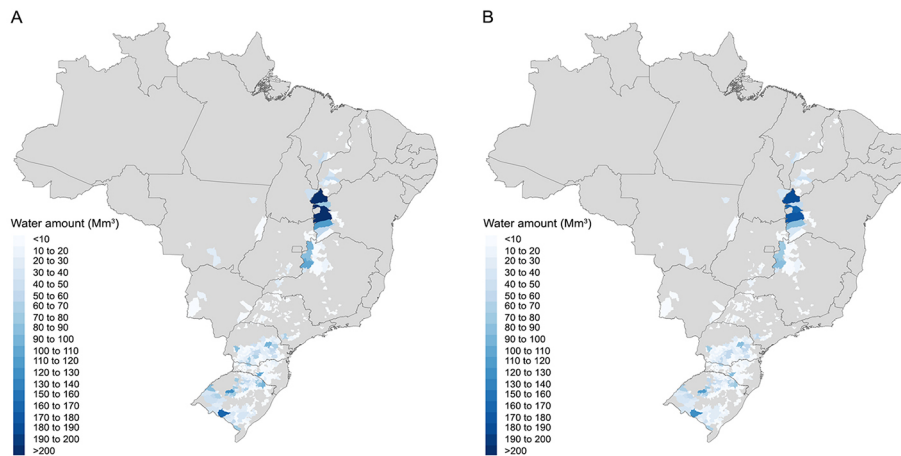 A
Water amount (Mm³)
<10
10 to 20
20 to 30
30 to 40
40 to 50
50 to 60
60 to 70
70 to 80
80 to 90
90 to 100
100 to 110
110 to 120
120 to 130
130 to 140
140 to 150
150 to 160
160 to 170
170 to 180
180 to 190
190 to 200
>200
B
Water amount (Mm³)
<10
10 to 20
20 to 30
30 to 40
40 to 50
50 to 60
60 to 70
70 to 80
80 to 90
90 to 100
100 to 110
110 to 120
120 to 130
130 to 140
140 to 150
150 to 160
160 to 170
170 to 180
180 to 190
190 to 200
>200